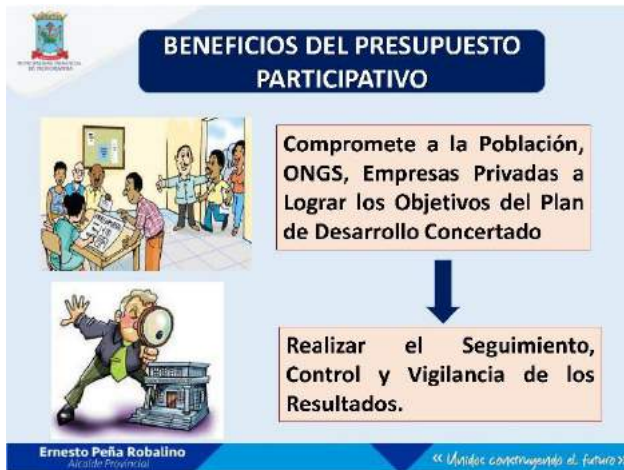 BENEFICIOS DEL PRESUPUESTO
PARTICIPATIVO
Compromete a la Población,
ONGS, Empresas Privadas a
Lograr los Objetivos del Plan
de Desarrollo Concertado
Realizar el Seguimiento,
Control y Vigilancia de los
Resultados.
Ernesto Peña Robalino
Alcalde Provincial
<< Unidos construyendo el futuro >>